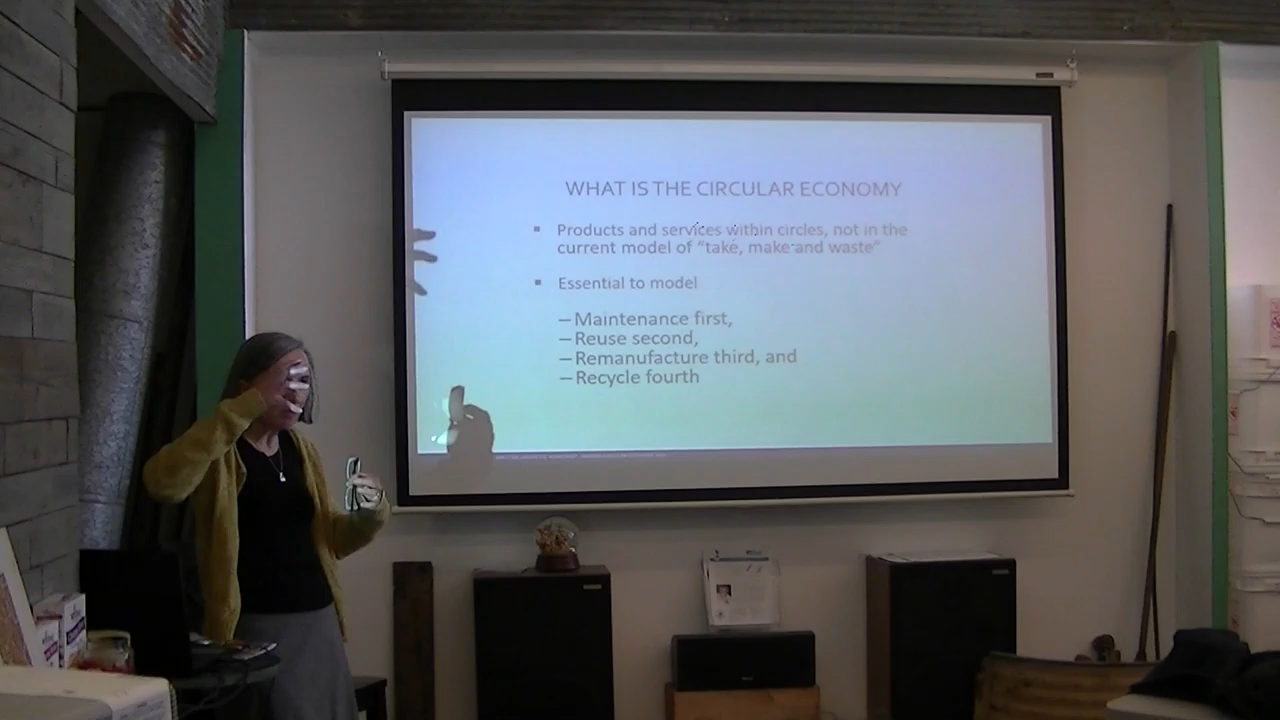 WHAT IS THE CIRCULAR ECONOMY
▪ Products and services within circles, not in the
current model of “take, make and waste”
▪ Essential to model
– Maintenance first,
– Reuse second,
– Remanufacture third, and
– Recycle fourth